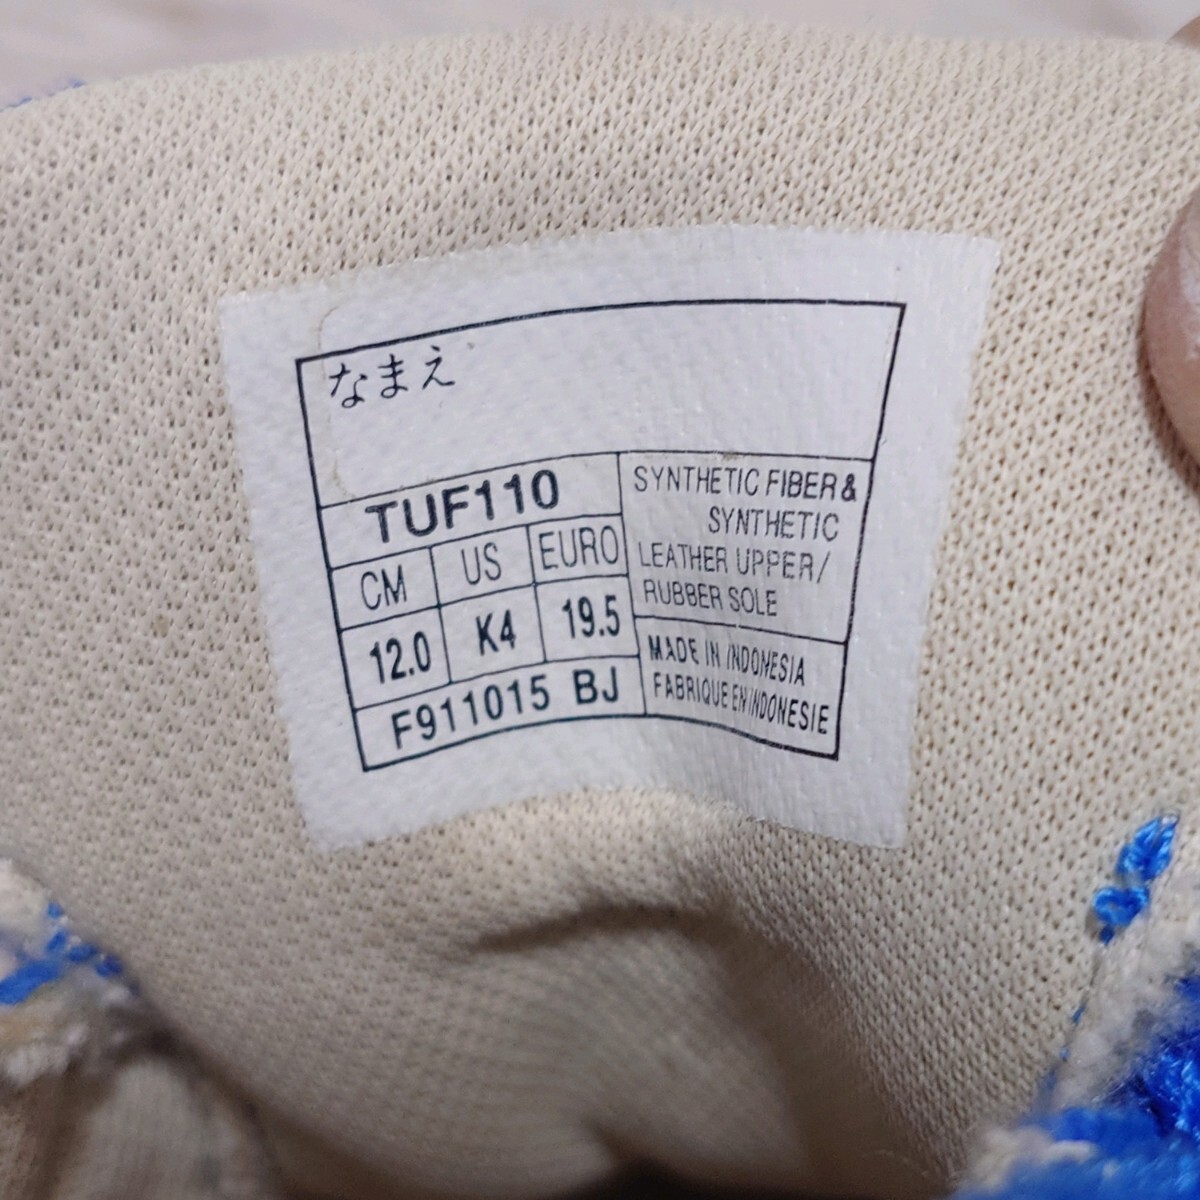 なまえ
TUF110
CM US EURO
12.0 K4 19.5
F911015 BJ
SYNTHETIC FIBER &
SYNTHETIC
LEATHER UPPER/
RUBBER SOLE
MADE IN INDONESIA
FABRIQUE EN INDONESIE